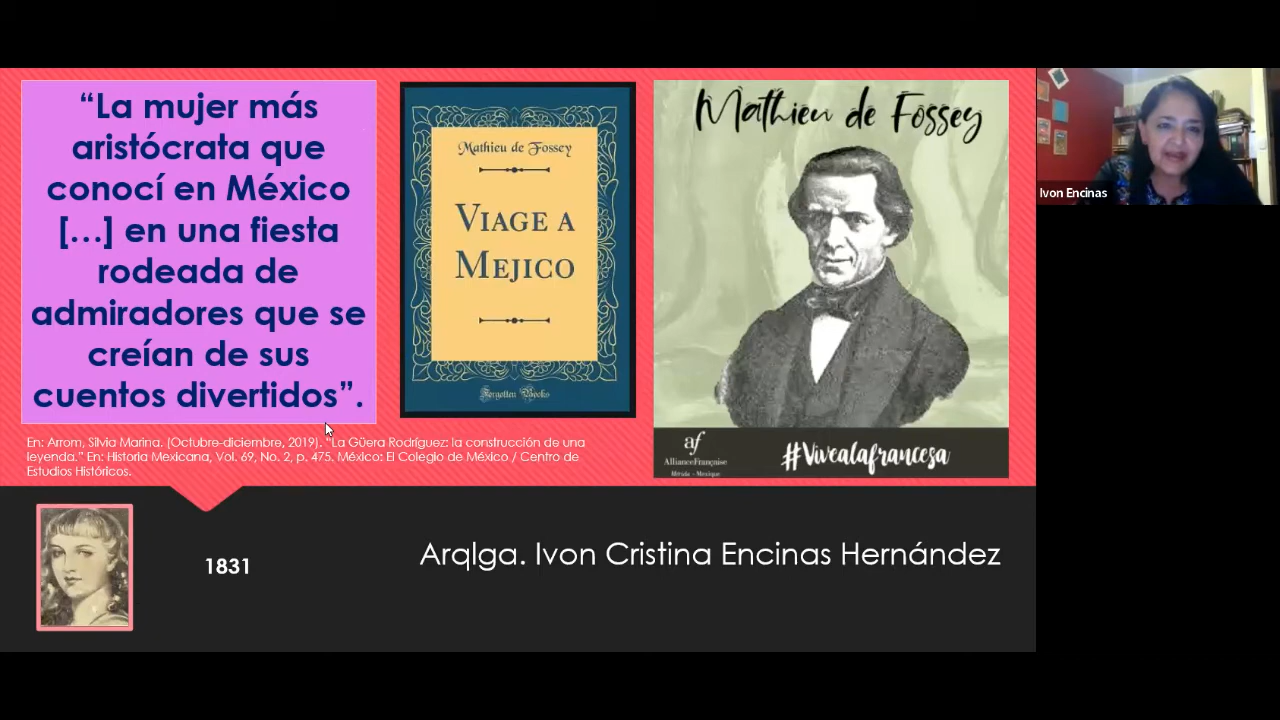 “La mujer más
aristócrata que
conocí en México
[…] en una fiesta
rodeada de
admiradores que se
creían de sus
cuentos divertidos”.
Mathieu de Fossey
VIAGE A
MEJICO
Forgotten Books
Mathieu de Fossey
af
AllianceFrançaise
Mérida - Mexique
#Vivealafrancesa
Ivon Encinas
En: Arrom, Silvia Marina. (Octubre-diciembre, 2019). “La Güera Rodríguez: la construcción de una
leyenda.” En: Historia Mexicana, Vol. 69, No. 2, p. 475. México: El Colegio de México / Centro de
Estudios Históricos.
1831
Arqlga. Ivon Cristina Encinas Hernández